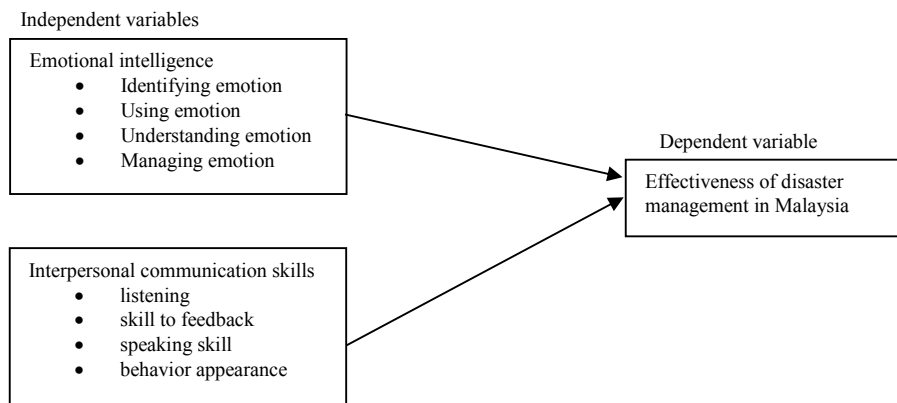 Independent variables
Emotional intelligence
• Identifying emotion
• Using emotion
• Understanding emotion
• Managing emotion
Dependent variable
Effectiveness of disaster
management in Malaysia
Interpersonal communication skills
• listening
• skill to feedback
• speaking skill
• behavior appearance